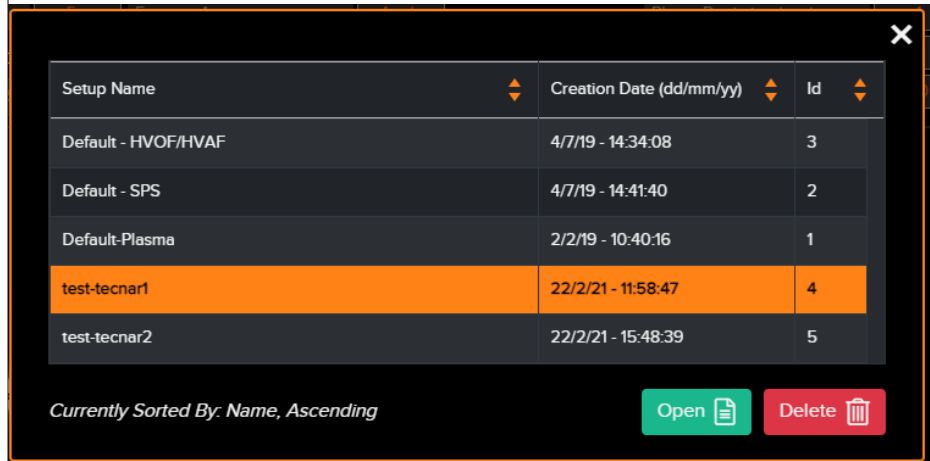 Setup Name Creation Date (dd/mm/yy) Id
Default - HVOF/HVAF 4/7/19 - 14:34:08 3
Default - SPS 4/7/19 - 14:41:40 2
Default-Plasma 2/2/19 - 10:40:16 1
test-tecnar1 22/2/21 - 11:58:47 4
test-tecnar2 22/2/21 - 15:48:39 5
Currently Sorted By: Name, Ascending Open Delete